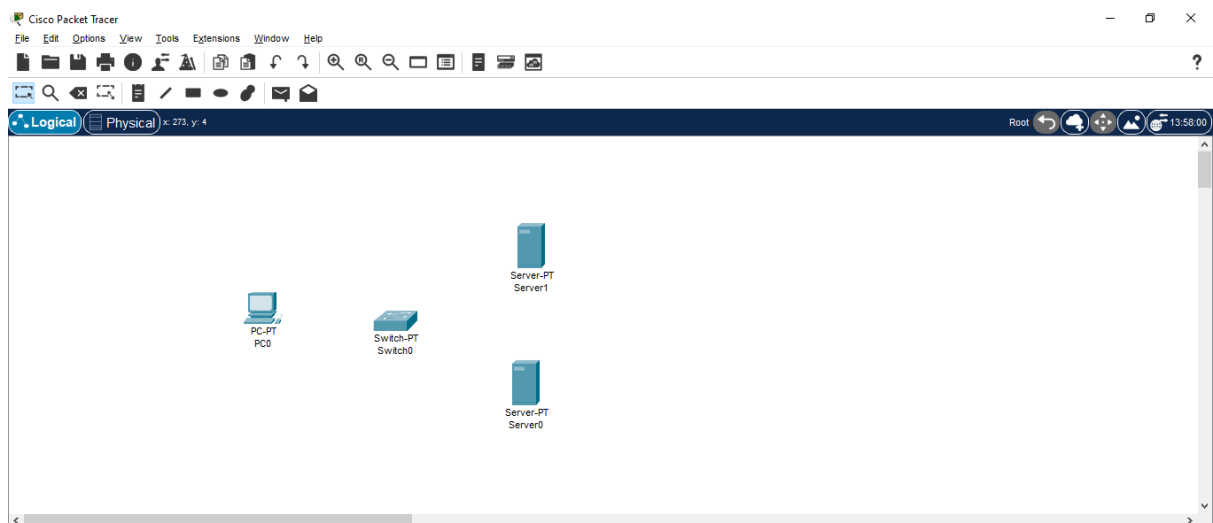 Cisco Packet Tracer
File Edit Options View Tools Extensions Window Help
?
Logical Physical x: 273, y: 4 Root 13:58:00
Server-PT
Server1
PC-PT
PC0
Switch-PT
Switch0
Server-PT
Server0